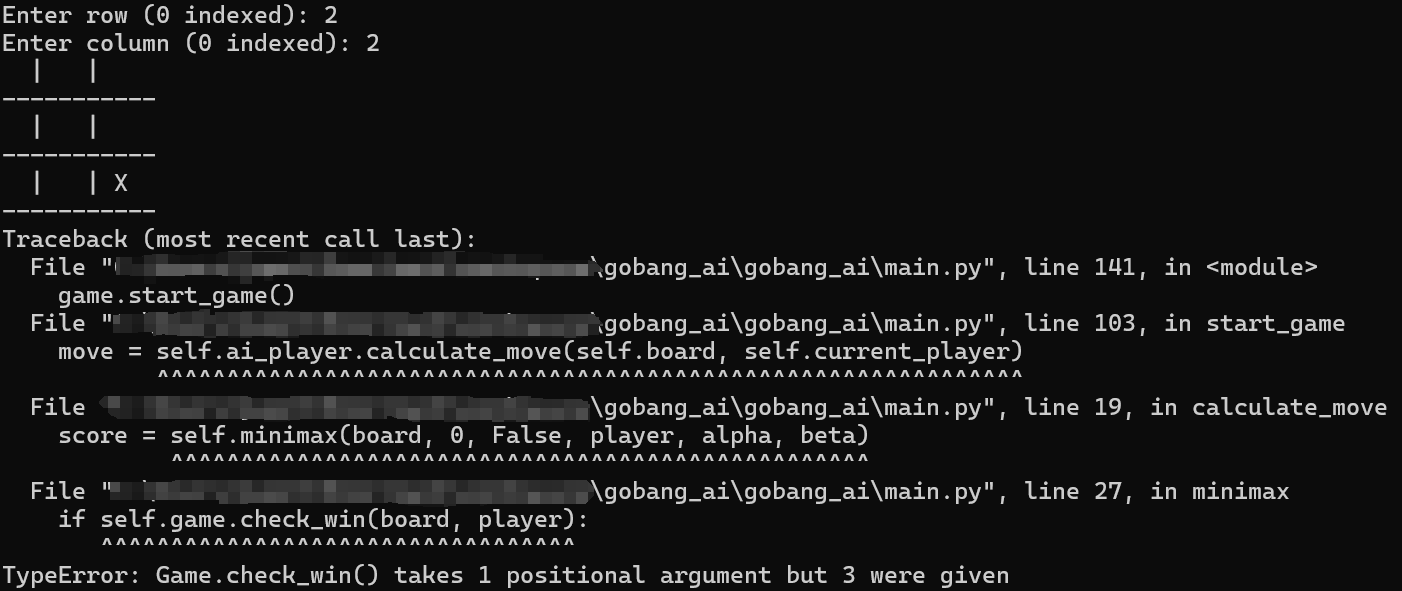 Enter row (0 indexed): 2
Enter column (0 indexed): 2
  |   |
-----------
  |   |
-----------
  |   | X
-----------
Traceback (most recent call last):
  File "\gobang_ai\gobang_ai\main.py", line 141, in <module>
    game.start_game()
  File "\gobang_ai\gobang_ai\main.py", line 103, in start_game
    move = self.ai_player.calculate_move(self.board, self.current_player)
           ^^^^^^^^^^^^^^^^^^^^^^^^^^^^^^^^^^^^^^^^^^^^^^^^^^^^^^^^^^^^^^
  File \gobang_ai\gobang_ai\main.py", line 19, in calculate_move
    score = self.minimax(board, 0, False, player, alpha, beta)
            ^^^^^^^^^^^^^^^^^^^^^^^^^^^^^^^^^^^^^^^^^^^^^^^^^^
  File "\gobang_ai\gobang_ai\main.py", line 27, in minimax
    if self.game.check_win(board, player):
       ^^^^^^^^^^^^^^^^^^^^^^^^^^^^^^^^^^
TypeError: Game.check_win() takes 1 positional argument but 3 were given